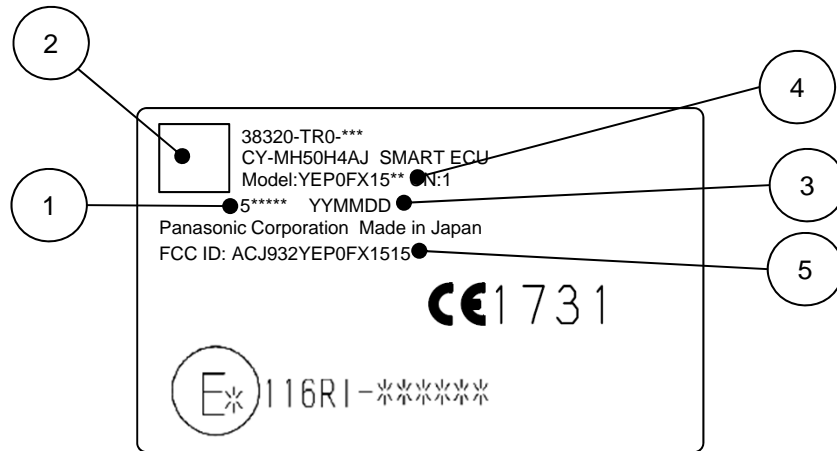 2
4
38320-TR0-***
CY-MH50H4AJ SMART ECU
Model:YEP0FX15** SN:1
1
5***** YYMMDD
3
Panasonic Corporation Made in Japan
FCC ID: ACJ932YEP0FX1515
5
CE1731
E* 116RI-******